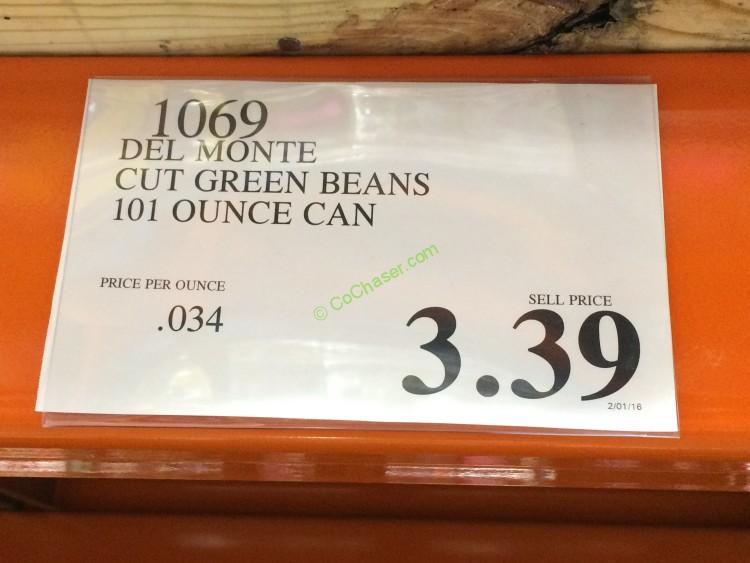 1069
DEL MONTE
CUT GREEN BEANS
101 OUNCE CAN
PRICE PER OUNCE
.034
© CoChaser.com
SELL PRICE
3.39
2/01/16